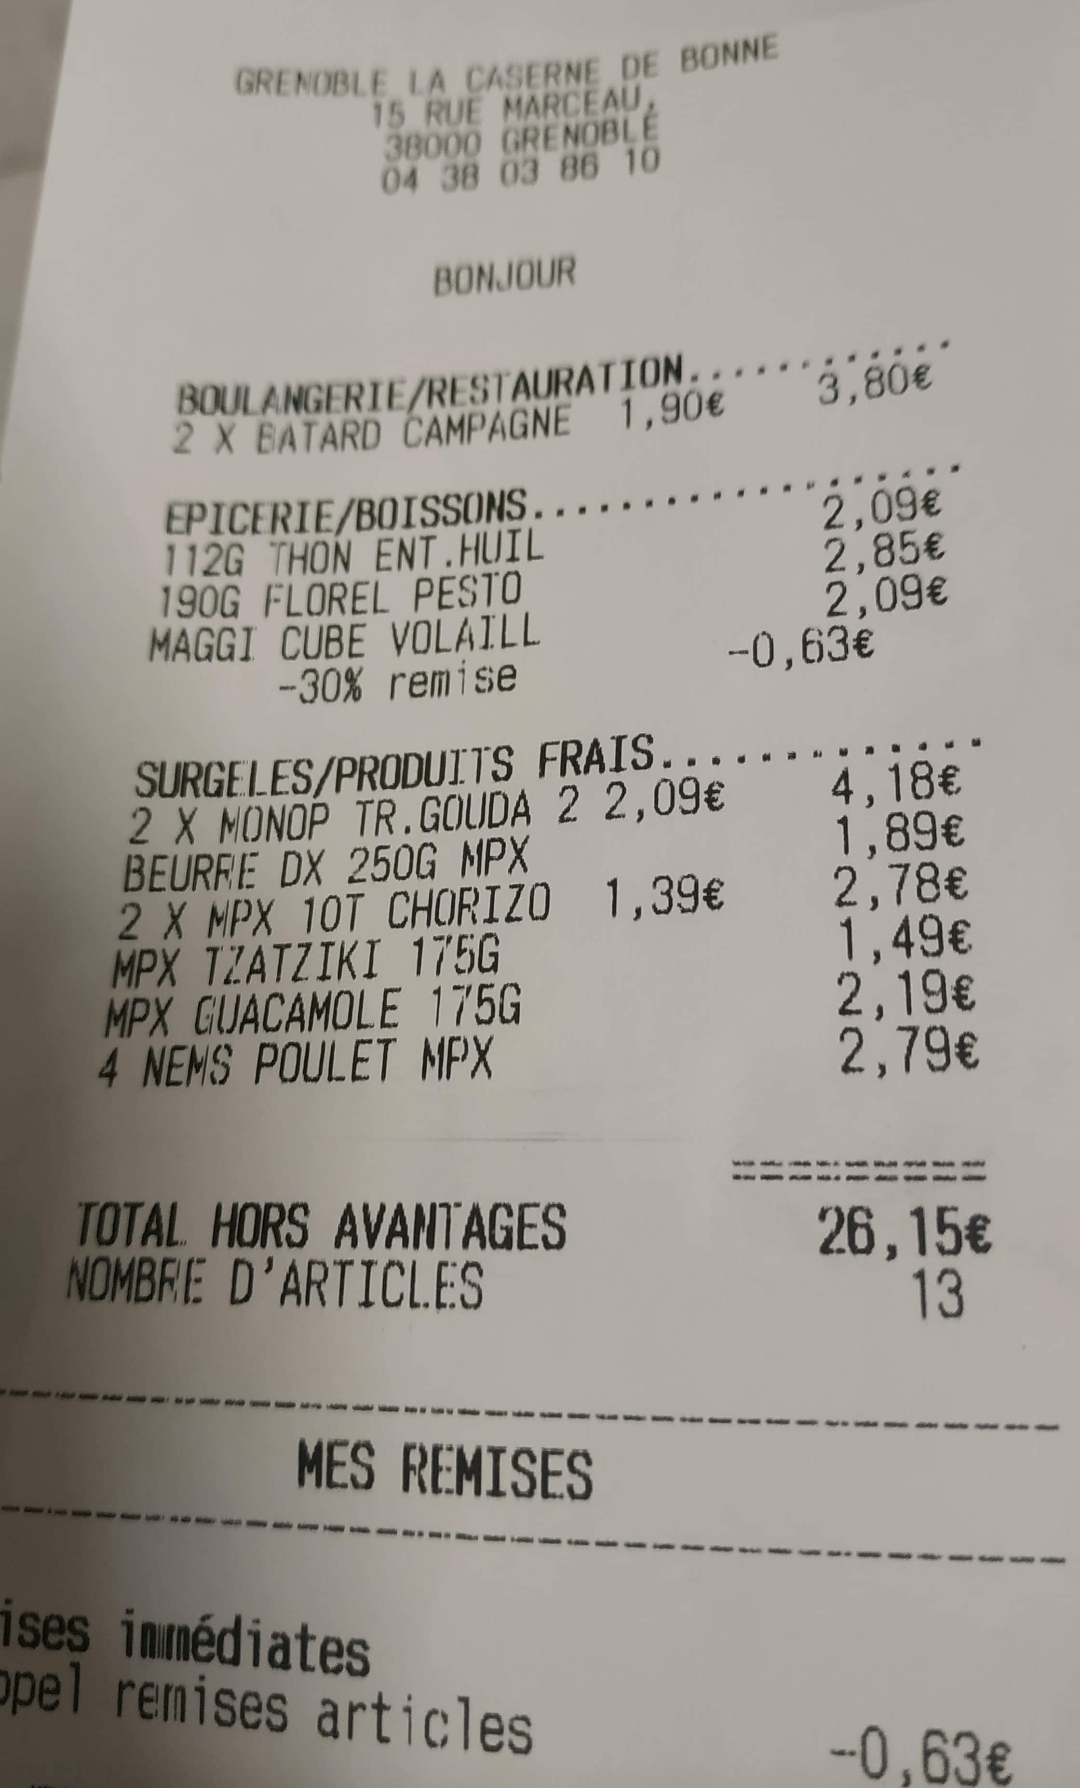 GRENOBLE LA CASERNE DE BONNE
15 RUE MARCEAU,
38000 GRENOBLE
04 38 03 86 10
BONJOUR
BOULANGERIE/RESTAURATION............
2 X BATARD CAMPAGNE 1,90€ 3,80€
EPICERIE/BOISSONS....................
112G THON ENT.HUIL 2,09€
190G FLOREL PESTO 2,85€
MAGGI CUBE VOLAILL 2,09€
-30% remise -0,63€
SURGELES/PRODUITS FRAIS.............
2 X MONOP TR.GOUDA 2 2,09€ 4,18€
BEURRE DX 250G MPX 1,89€
2 X MPX 10T CHORIZO 1,39€ 2,78€
MPX TZATZIKI 175G 1,49€
MPX GUACAMOLE 175G 2,19€
4 NEMS POULET MPX 2,79€
=========
TOTAL HORS AVANTAGES 26,15€
NOMBRE D'ARTICLES 13
MES REMISES
ises immédiates
ppel remises articles -0,63€